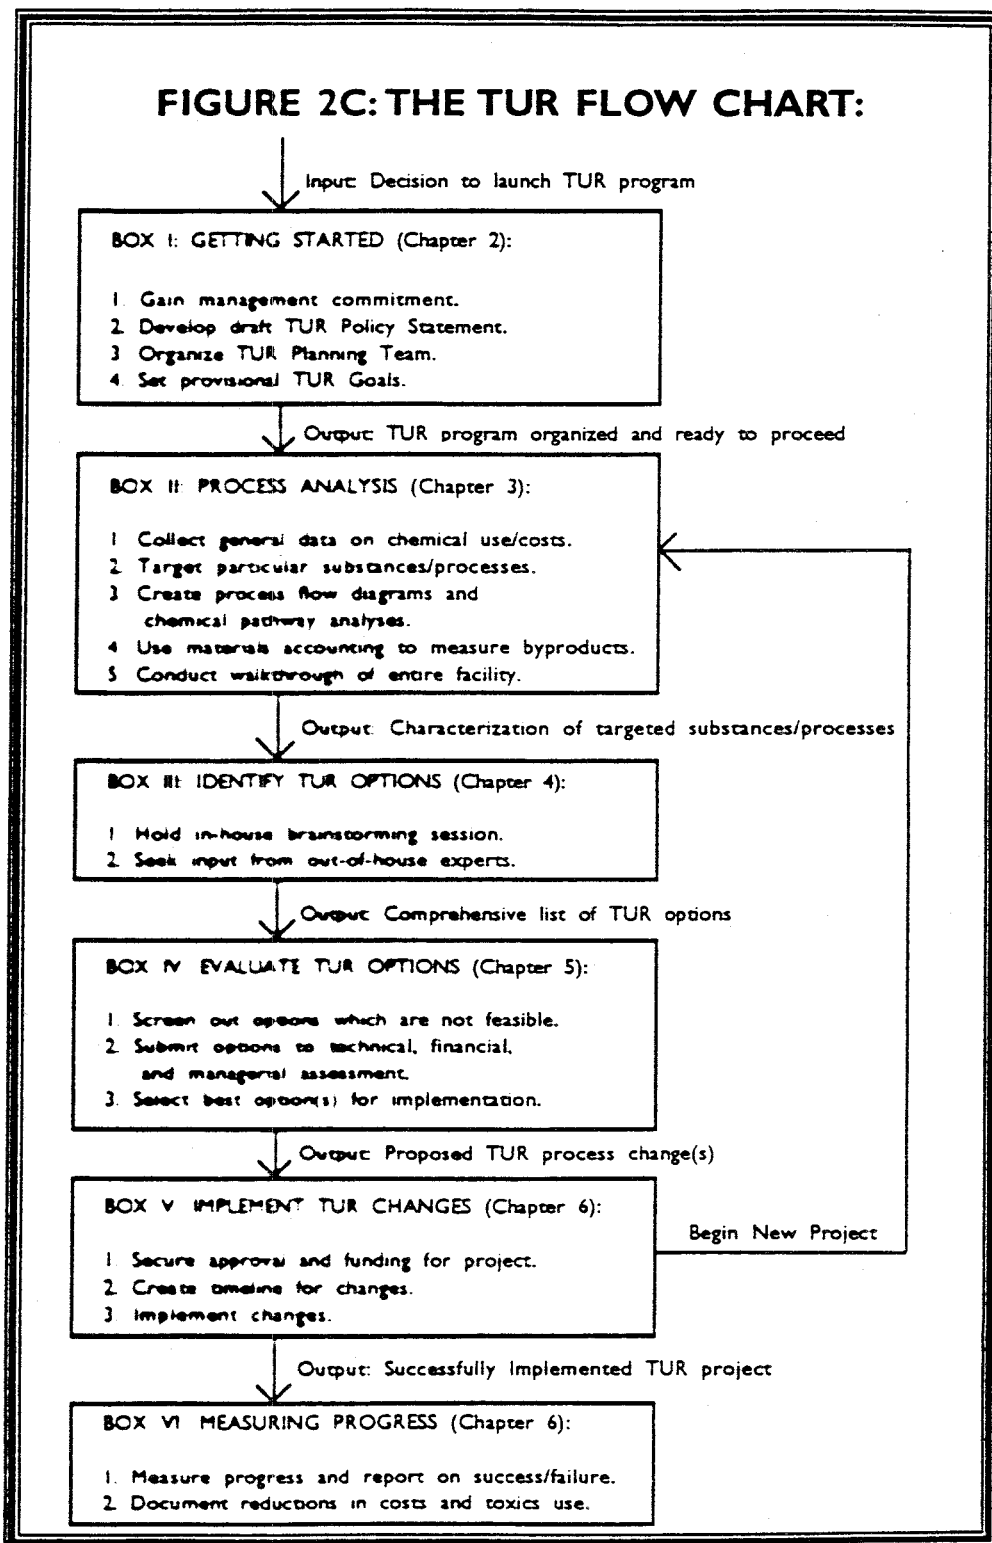 FIGURE 2C: THE TUR FLOW CHART:
Input: Decision to launch TUR program
BOX I: GETTING STARTED (Chapter 2):
1. Gain management commitment.
2. Develop draft TUR Policy Statement.
3. Organize TUR Planning Team.
4. Set provisional TUR Goals.
Output: TUR program organized and ready to proceed
BOX II: PROCESS ANALYSIS (Chapter 3):
1. Collect general data on chemical use/costs.
2. Target particular substances/processes.
3. Create process flow diagrams and
chemical pathway analyses.
4. Use materials accounting to measure byproducts.
5. Conduct walkthrough of entire facility.
Output: Characterization of targeted substances/processes
BOX III: IDENTIFY TUR OPTIONS (Chapter 4):
1. Hold in-house brainstorming session.
2. Seek input from out-of-house experts.
Output: Comprehensive list of TUR options
BOX IV EVALUATE TUR OPTIONS (Chapter 5):
1. Screen out options which are not feasible.
2. Submit options to technical, financial,
and managerial assessment.
3. Select best option(s) for implementation.
Output: Proposed TUR process change(s)
BOX V IMPLEMENT TUR CHANGES (Chapter 6):
1. Secure approval and funding for project.
2. Create timeline for changes.
3. Implement changes.
Begin New Project
Output: Successfully Implemented TUR project
BOX VI MEASURING PROGRESS (Chapter 6):
1. Measure progress and report on success/failure.
2. Document reductions in costs and toxics use.